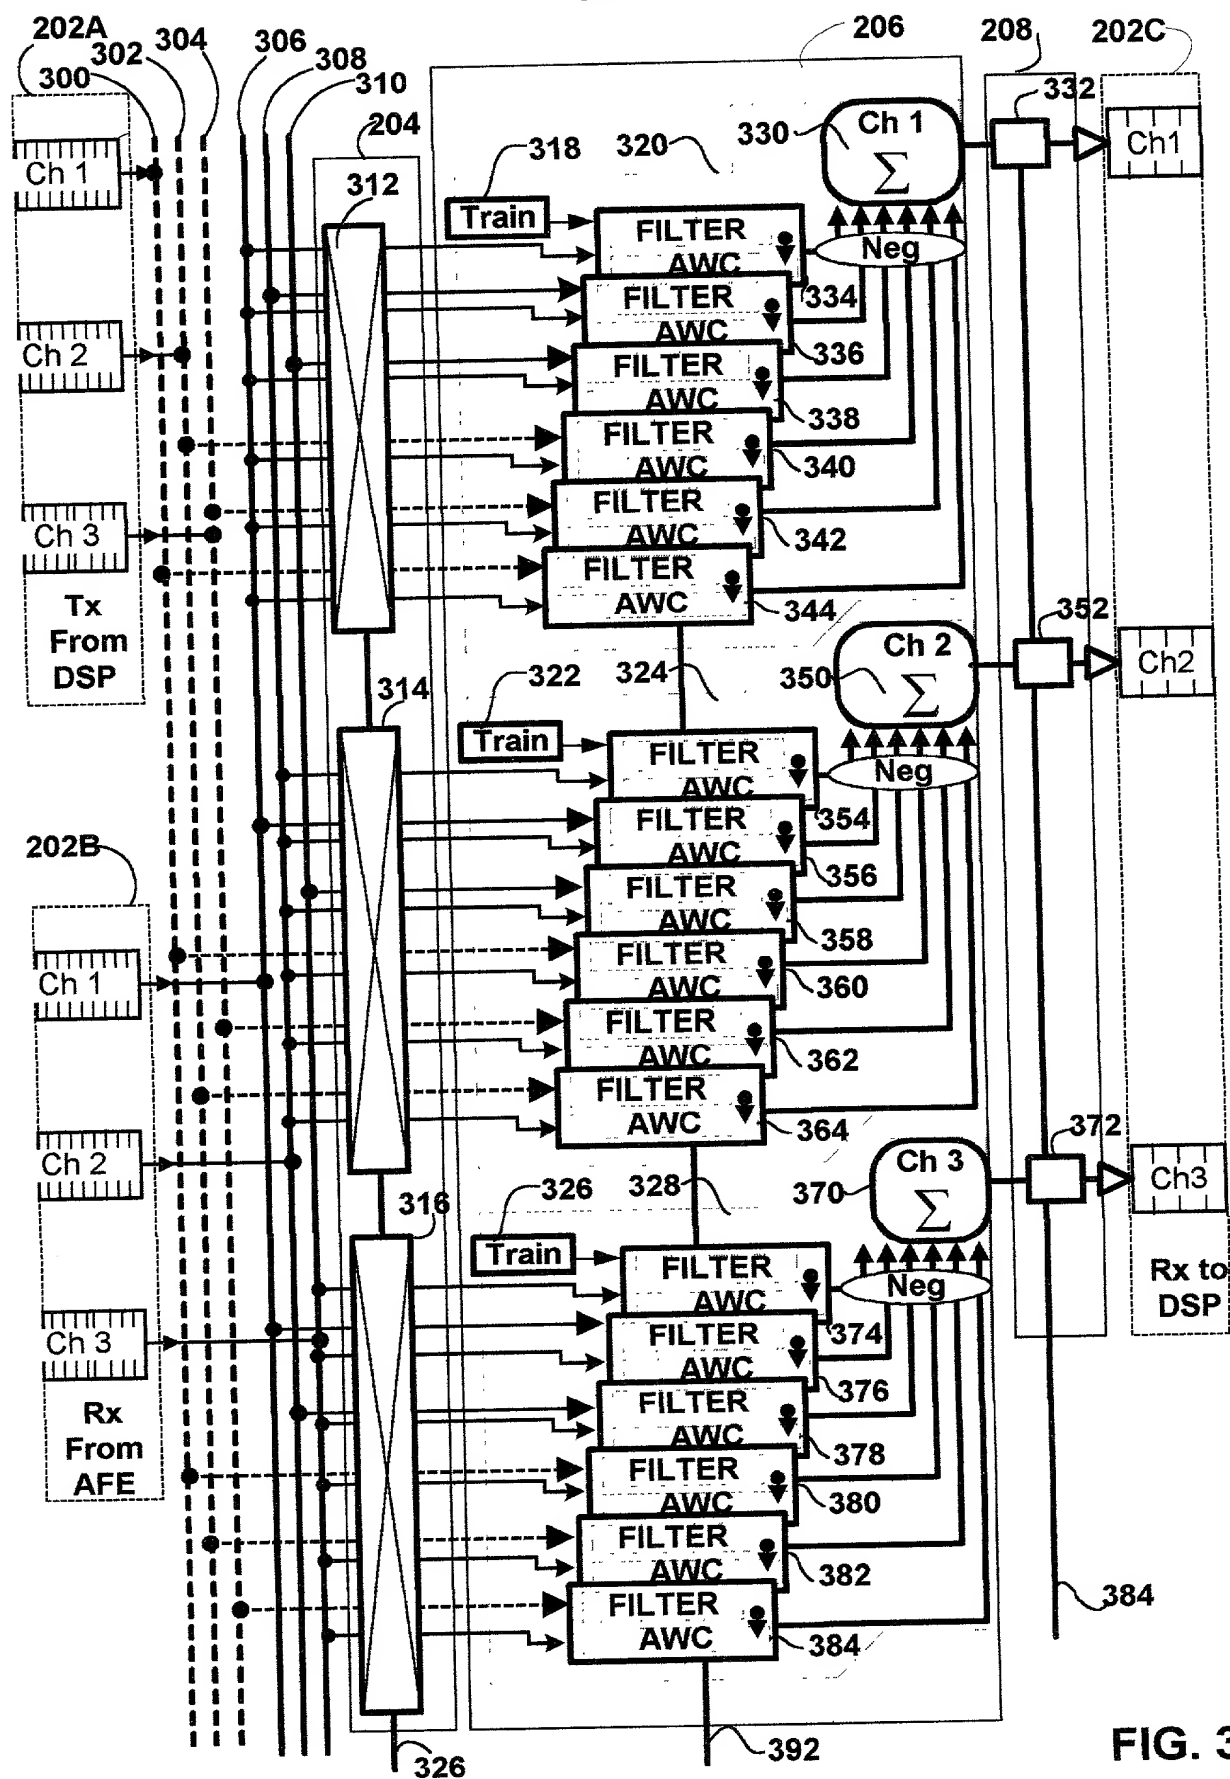 202A
302
304
300
306
308
310
204
206
208
202C
332
Ch 1
318
320
330
Ch 1
Σ
Ch1
312
Train
FILTER
AWC
Neg
334
FILTER
AWC
336
Ch 2
FILTER
AWC
338
FILTER
AWC
340
Ch 3
FILTER
AWC
342
FILTER
AWC
344
Tx
From
DSP
352
314
322
324
350
Ch 2
Σ
Ch2
Train
FILTER
AWC
Neg
354
FILTER
AWC
356
202B
FILTER
AWC
358
Ch 1
FILTER
AWC
360
FILTER
AWC
362
FILTER
AWC
364
Ch 2
372
316
326
328
370
Ch 3
Σ
Ch3
Train
FILTER
AWC
Neg
374
Rx to
DSP
Ch 3
FILTER
AWC
376
FILTER
AWC
378
Rx
From
AFE
FILTER
AWC
380
FILTER
AWC
382
FILTER
AWC
384
384
326
392
FIG. 3